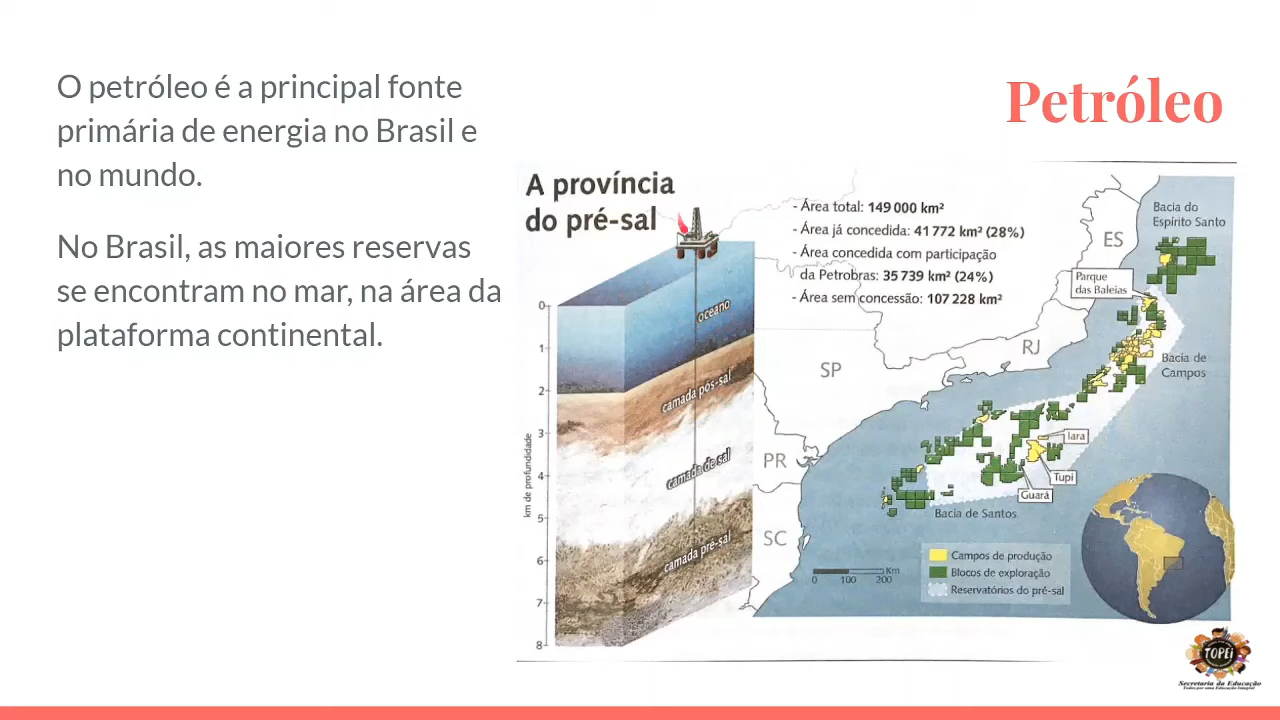 O petróleo é a principal fonte
primária de energia no Brasil e
no mundo.
No Brasil, as maiores reservas
se encontram no mar, na área da
plataforma continental.
Petróleo
A província
do pré-sal
- Área total: 149 000 km²
- Área já concedida: 41 772 km² (28%)
- Área concedida com participação
da Petrobras: 35 739 km² (24%)
- Área sem concessão: 107 228 km²
km de profundidade
0
1
2
3
4
5
6
7
8
oceano
camada pós-sal
camada de sal
camada pré-sal
SP
PR
SC
RJ
ES
Bacia do
Espírito Santo
Parque
das Baleias
Bacia de
Campos
Iara
Tupi
Guará
Bacia de Santos
Campos de produção
Blocos de exploração
Reservatórios do pré-sal
Km
0 100 200
TOPEi
Secretaria da Educação
Todos por uma Educação Integral